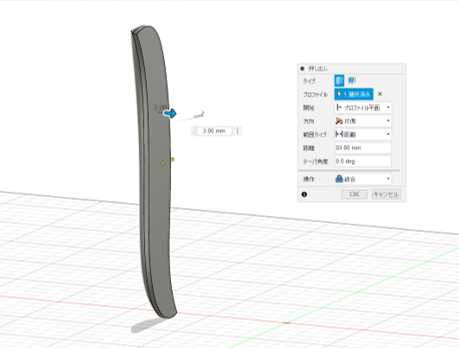 押し出し
タイプ
プロファイル 1 選択済み ×
開始 プロファイル平面
方向 片側
範囲タイプ 距離
距離 03.00 mm
テーパ角度 0.0 deg
操作 結合
OK キャンセル
3.00
3.00 mm